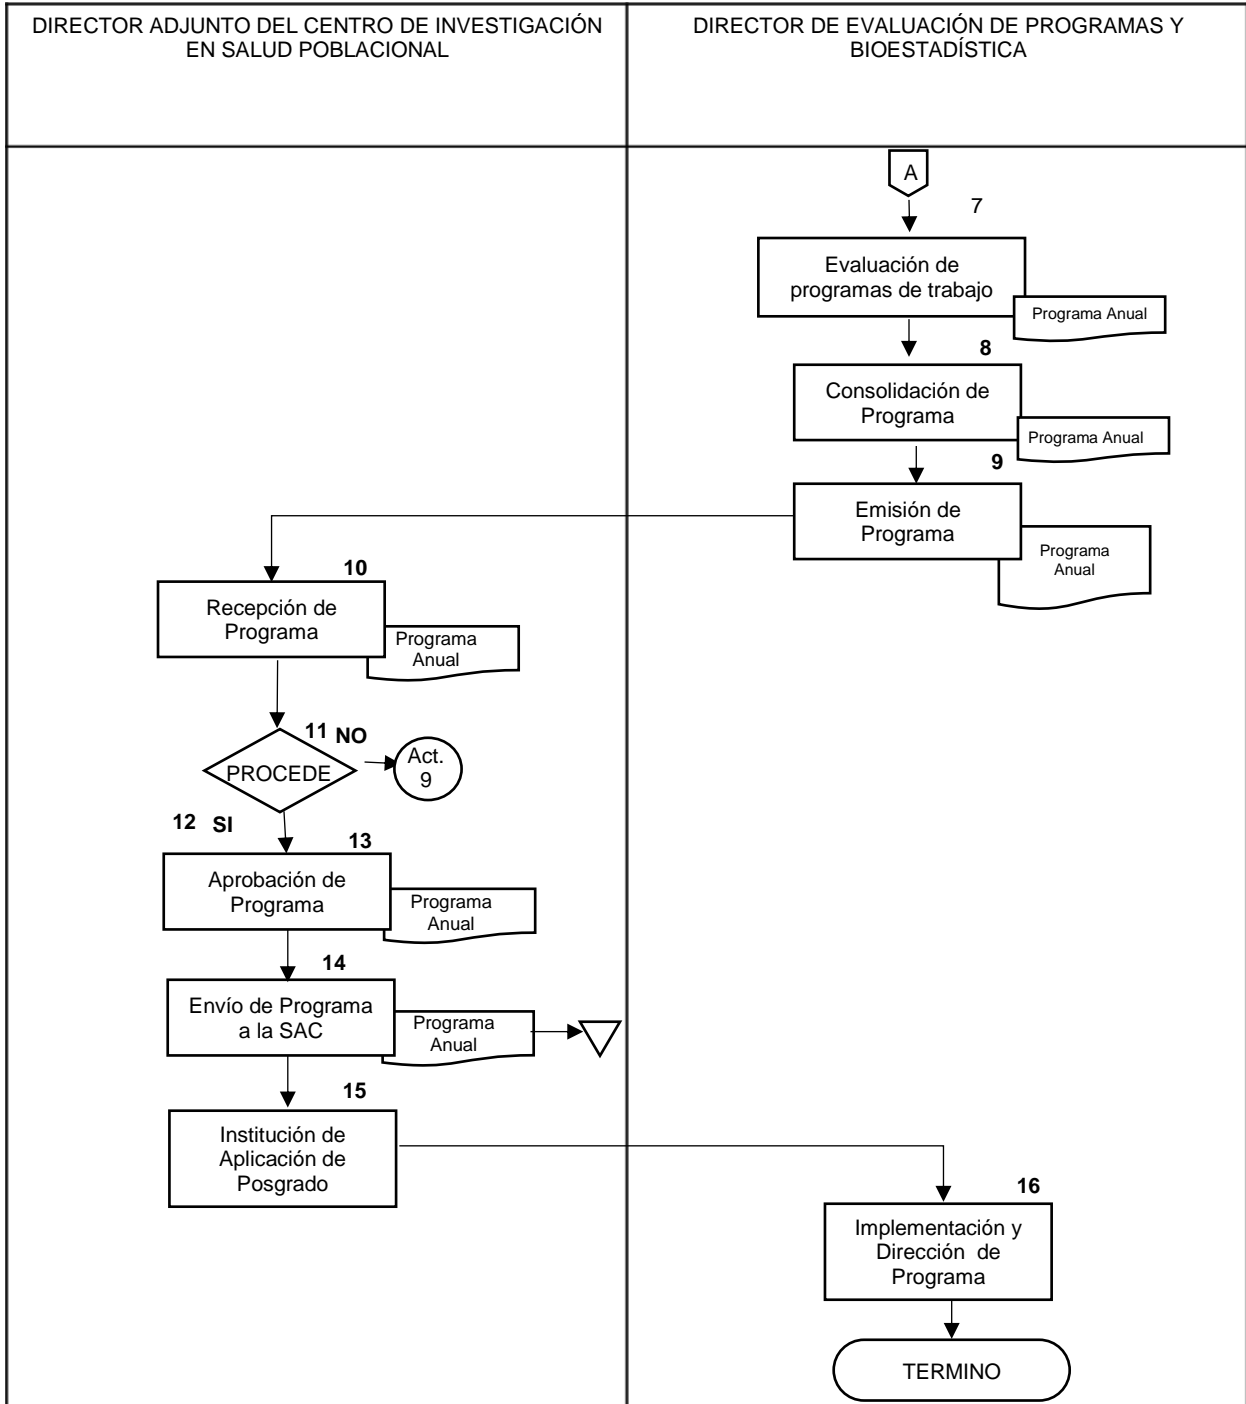 DIRECTOR ADJUNTO DEL CENTRO DE INVESTIGACIÓN
EN SALUD POBLACIONAL
DIRECTOR DE EVALUACIÓN DE PROGRAMAS Y
BIOESTADÍSTICA
A
7
Evaluación de
programas de trabajo
Programa Anual
8
Consolidación de
Programa
Programa Anual
9
Emisión de
Programa
Programa
Anual
10
Recepción de
Programa
Programa
Anual
11 NO
PROCEDE
Act.
9
12 SI
13
Aprobación de
Programa
Programa
Anual
14
Envío de Programa
a la SAC
Programa
Anual
15
Institución de
Aplicación de
Posgrado
16
Implementación y
Dirección de
Programa
TERMINO